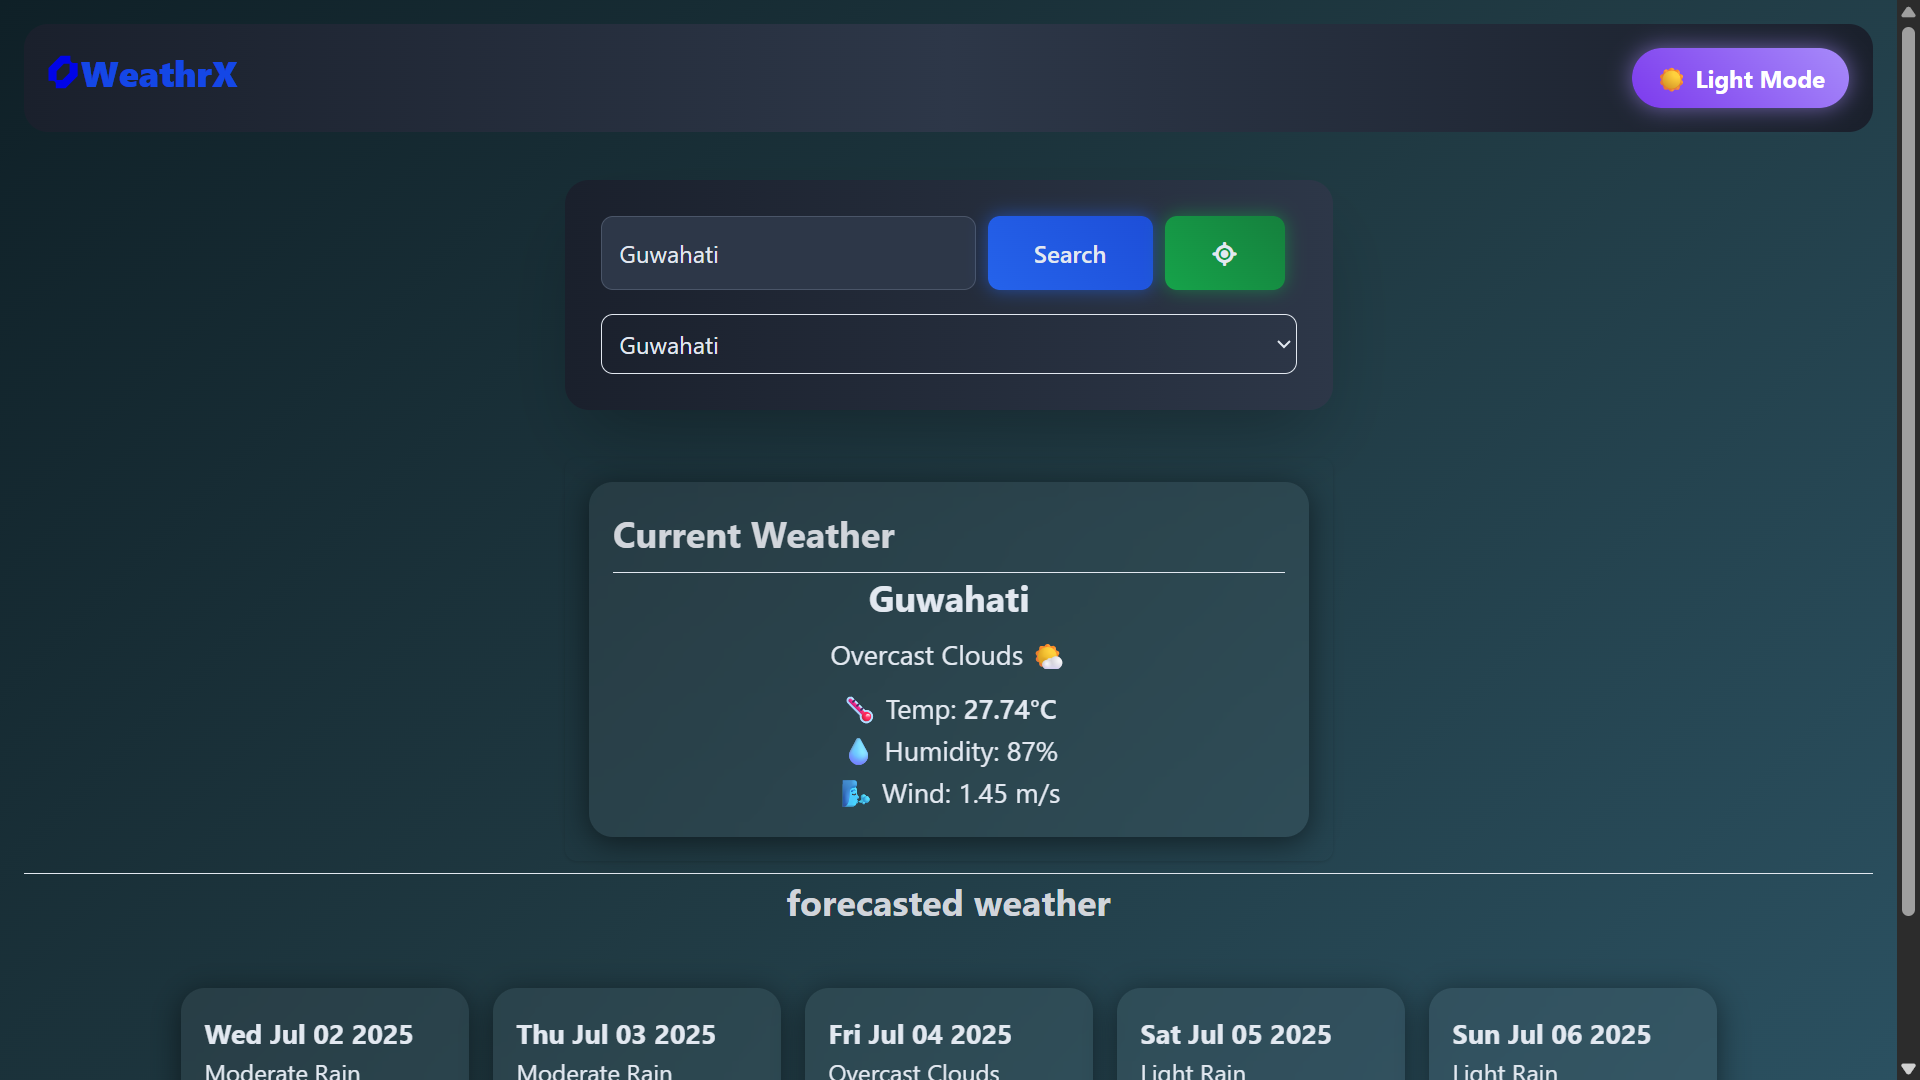 WeathrX
Light Mode
Guwahati
Search
Guwahati
Current Weather
Guwahati
Overcast Clouds
Temp: 27.74°C
Humidity: 87%
Wind: 1.45 m/s
forecasted weather
Wed Jul 02 2025
Moderate Rain
Thu Jul 03 2025
Moderate Rain
Fri Jul 04 2025
Overcast Clouds
Sat Jul 05 2025
Light Rain
Sun Jul 06 2025
Light Rain